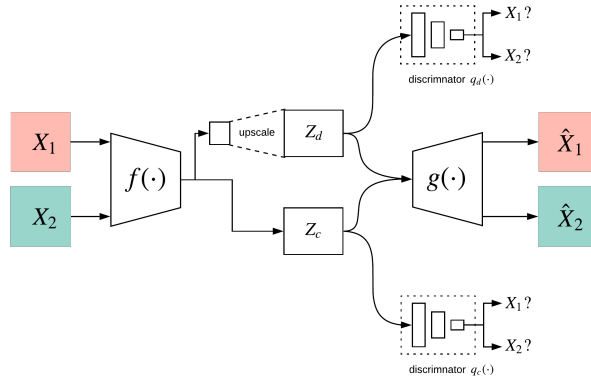 X₁?
X₂?
discrimnator q_d(·)
X₁
X₂
f(·)
upscale
Z_d
Z_c
g(·)
X̂₁
X̂₂
X₁?
X₂?
discrimnator q_c(·)